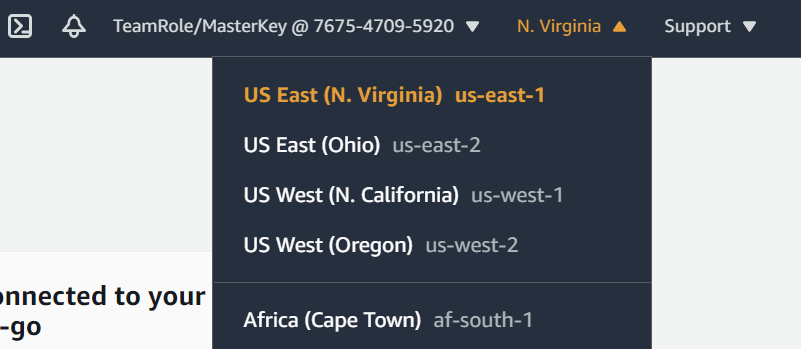 TeamRole/MasterKey @ 7675-4709-5920 N. Virginia Support
US East (N. Virginia) us-east-1
US East (Ohio) us-east-2
US West (N. California) us-west-1
US West (Oregon) us-west-2
onnected to your
-go
Africa (Cape Town) af-south-1